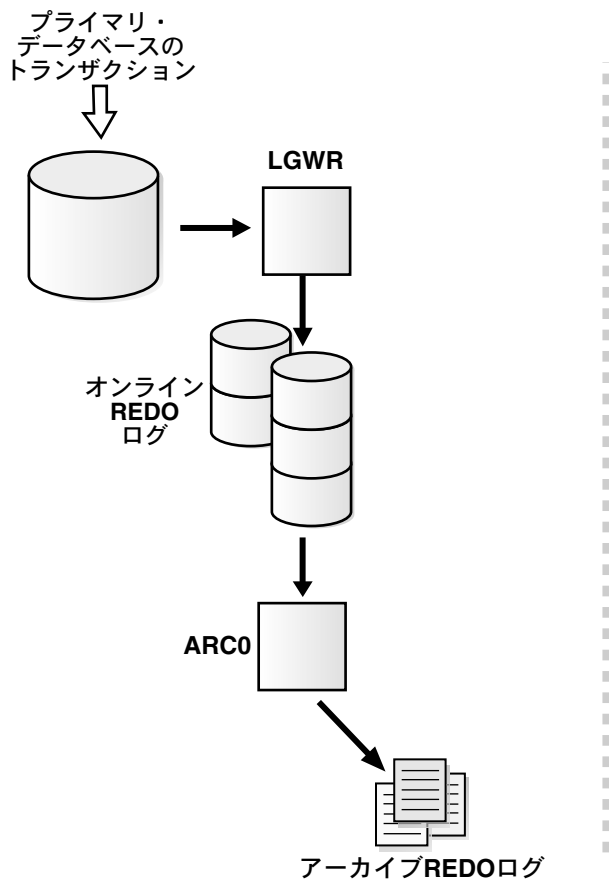 プライマリ・
データベースの
トランザクション
LGWR
オンライン
REDO
ログ
ARC0
アーカイブREDOログ